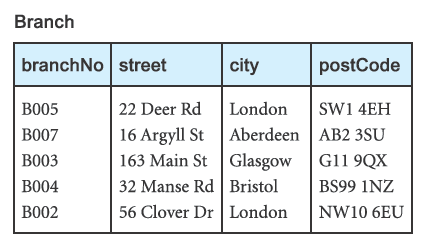 Branch
branchNo street city postCode
B005 22 Deer Rd London SW1 4EH
B007 16 Argyll St Aberdeen AB2 3SU
B003 163 Main St Glasgow G11 9QX
B004 32 Manse Rd Bristol BS99 1NZ
B002 56 Clover Dr London NW10 6EU